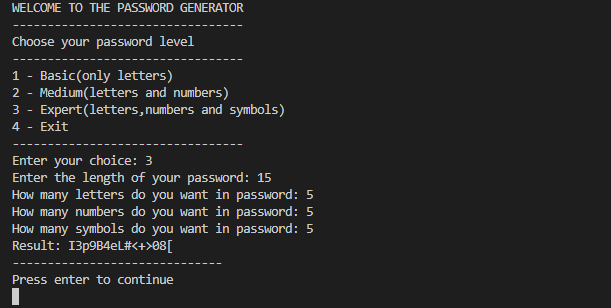 WELCOME TO THE PASSWORD GENERATOR
---------------------------------
Choose your password level
---------------------------------
1 - Basic(only letters)
2 - Medium(letters and numbers)
3 - Expert(letters,numbers and symbols)
4 - Exit
---------------------------------
Enter your choice: 3
Enter the length of your password: 15
How many letters do you want in password: 5
How many numbers do you want in password: 5
How many symbols do you want in password: 5
Result: I3p9B4eL#<+>08[
------------------------------
Press enter to continue